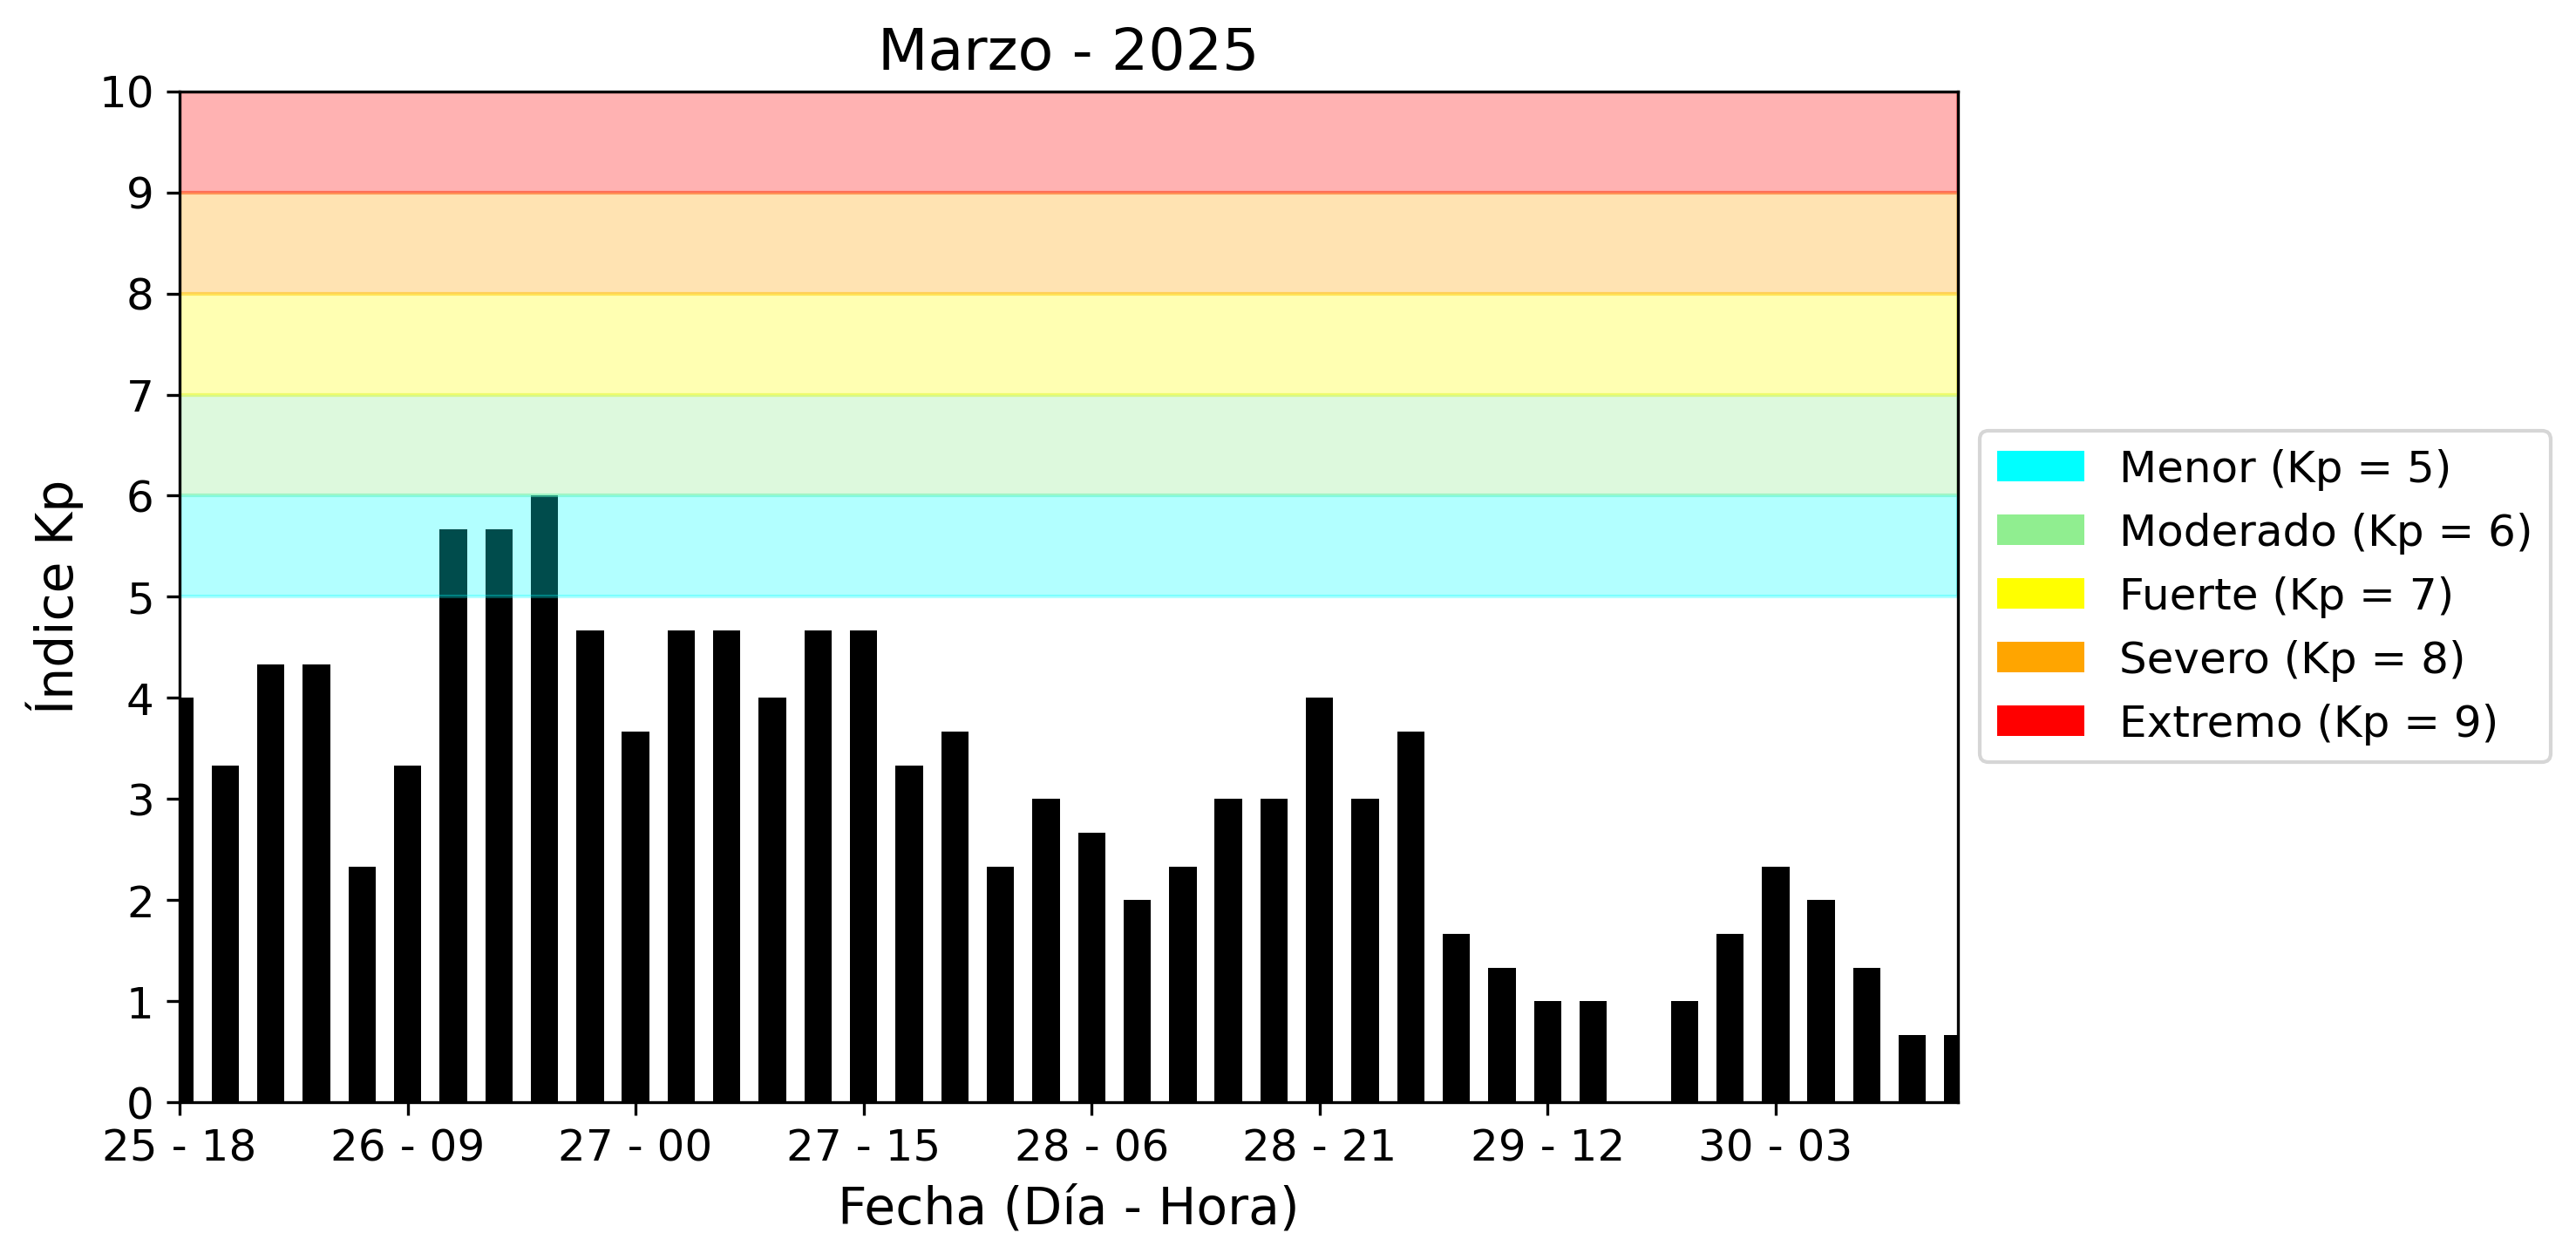 Marzo - 2025
10
9
8
7
6
5
4
3
2
1
0
Índice Kp
25 - 18
26 - 09
27 - 00
27 - 15
28 - 06
28 - 21
29 - 12
30 - 03
Fecha (Día - Hora)
Menor (Kp = 5)
Moderado (Kp = 6)
Fuerte (Kp = 7)
Severo (Kp = 8)
Extremo (Kp = 9)